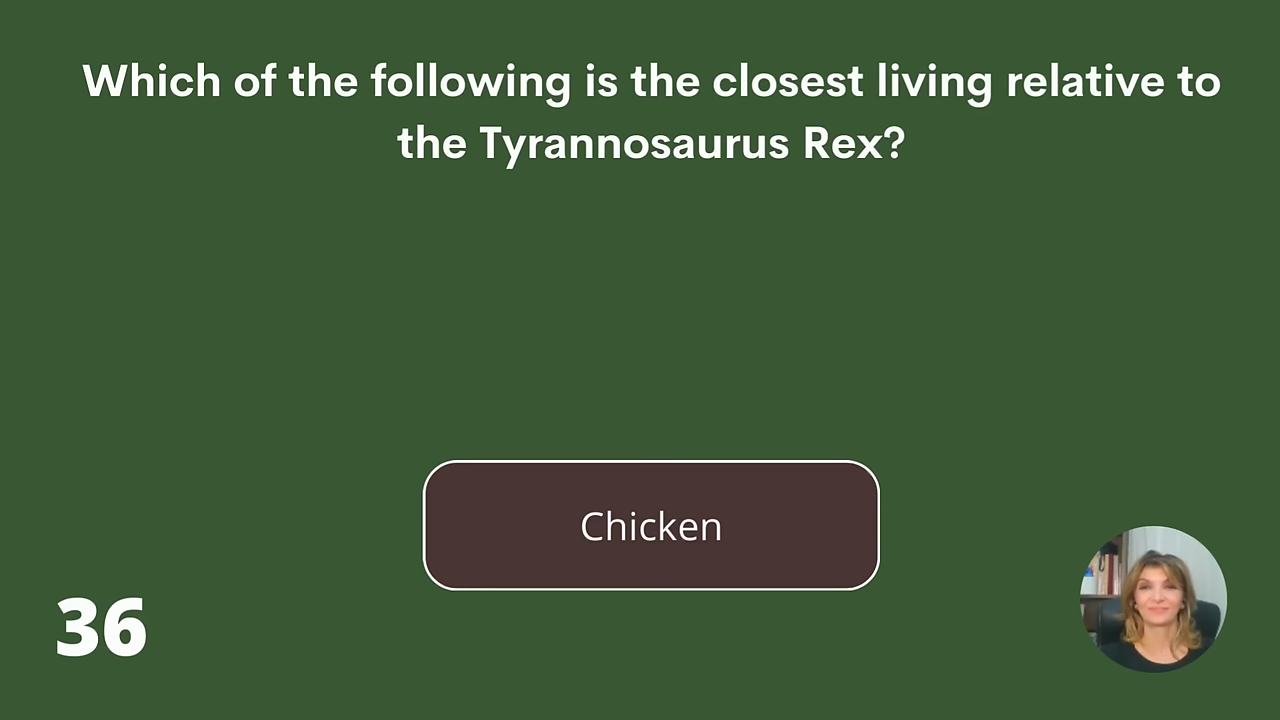 Which of the following is the closest living relative to
the Tyrannosaurus Rex?
Chicken
36